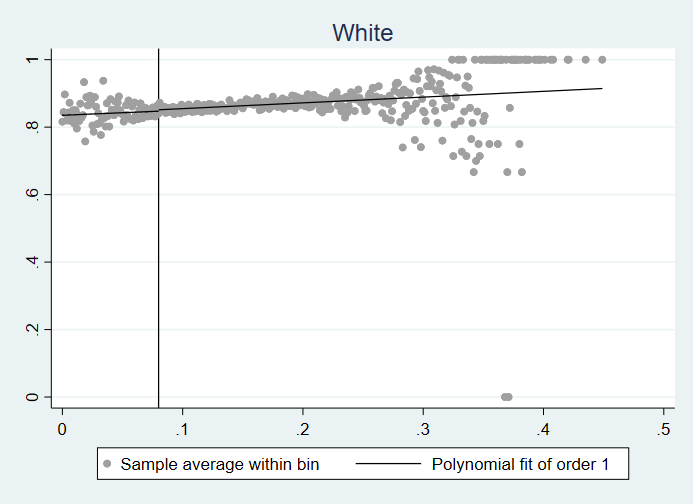 White
1
.8
.6
.4
.2
0
0 .1 .2 .3 .4 .5
Sample average within bin Polynomial fit of order 1